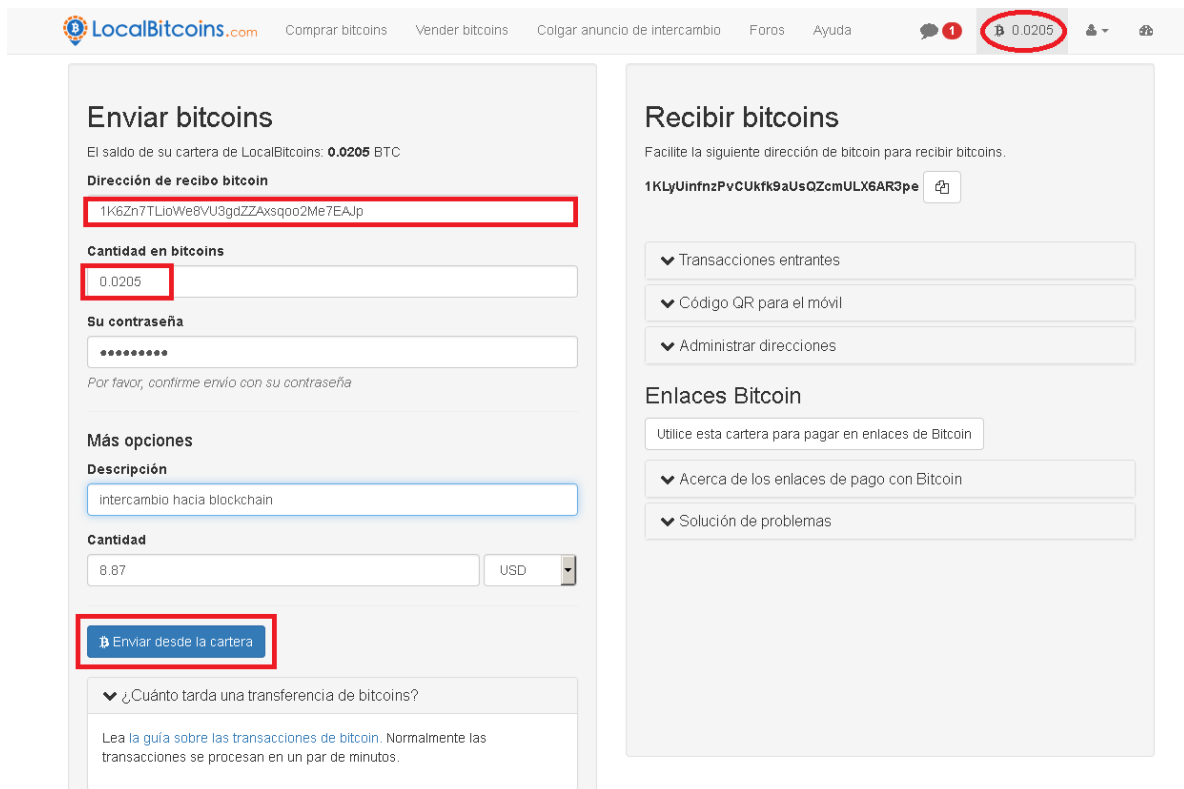 LocalBitcoins.com Comprar bitcoins Vender bitcoins Colgar anuncio de intercambio Foros Ayuda 1 0.0205
Enviar bitcoins
El saldo de su cartera de LocalBitcoins: 0.0205 BTC
Dirección de recibo bitcoin
1K6Zn7TLioWe8VU3gdZZAxsqoo2Me7EAJp
Cantidad en bitcoins
0.0205
Su contraseña
•••••••••
Por favor, confirme envío con su contraseña
Más opciones
Descripción
intercambio hacia blockchain
Cantidad
8.87 USD
Enviar desde la cartera
¿Cuánto tarda una transferencia de bitcoins?
Lea la guía sobre las transacciones de bitcoin. Normalmente las
transacciones se procesan en un par de minutos.
Recibir bitcoins
Facilite la siguiente dirección de bitcoin para recibir bitcoins.
1KLyUinfnzPvCUkfk9aUsQZcmULX6AR3pe
Transacciones entrantes
Código QR para el móvil
Administrar direcciones
Enlaces Bitcoin
Utilice esta cartera para pagar en enlaces de Bitcoin
Acerca de los enlaces de pago con Bitcoin
Solución de problemas